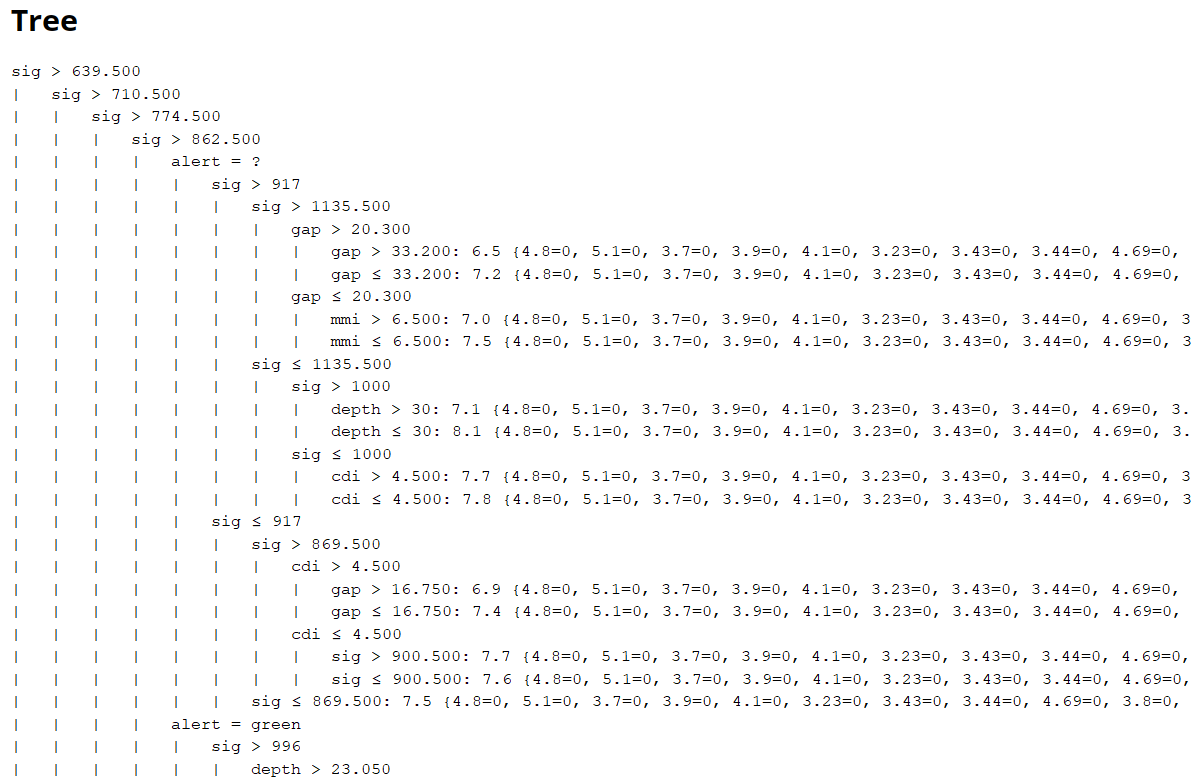 Tree
sig > 639.500
|   sig > 710.500
|   |   sig > 774.500
|   |   |   sig > 862.500
|   |   |   |   alert = ?
|   |   |   |   |   sig > 917
|   |   |   |   |   |   sig > 1135.500
|   |   |   |   |   |   |   gap > 20.300
|   |   |   |   |   |   |   |   gap > 33.200: 6.5 {4.8=0, 5.1=0, 3.7=0, 3.9=0, 4.1=0, 3.23=0, 3.43=0, 3.44=0, 4.69=0,
|   |   |   |   |   |   |   |   gap ≤ 33.200: 7.2 {4.8=0, 5.1=0, 3.7=0, 3.9=0, 4.1=0, 3.23=0, 3.43=0, 3.44=0, 4.69=0,
|   |   |   |   |   |   |   gap ≤ 20.300
|   |   |   |   |   |   |   |   mmi > 6.500: 7.0 {4.8=0, 5.1=0, 3.7=0, 3.9=0, 4.1=0, 3.23=0, 3.43=0, 3.44=0, 4.69=0, 3
|   |   |   |   |   |   |   |   mmi ≤ 6.500: 7.5 {4.8=0, 5.1=0, 3.7=0, 3.9=0, 4.1=0, 3.23=0, 3.43=0, 3.44=0, 4.69=0, 3
|   |   |   |   |   |   sig ≤ 1135.500
|   |   |   |   |   |   |   sig > 1000
|   |   |   |   |   |   |   |   depth > 30: 7.1 {4.8=0, 5.1=0, 3.7=0, 3.9=0, 4.1=0, 3.23=0, 3.43=0, 3.44=0, 4.69=0, 3.
|   |   |   |   |   |   |   |   depth ≤ 30: 8.1 {4.8=0, 5.1=0, 3.7=0, 3.9=0, 4.1=0, 3.23=0, 3.43=0, 3.44=0, 4.69=0, 3.
|   |   |   |   |   |   |   sig ≤ 1000
|   |   |   |   |   |   |   |   cdi > 4.500: 7.7 {4.8=0, 5.1=0, 3.7=0, 3.9=0, 4.1=0, 3.23=0, 3.43=0, 3.44=0, 4.69=0, 3
|   |   |   |   |   |   |   |   cdi ≤ 4.500: 7.8 {4.8=0, 5.1=0, 3.7=0, 3.9=0, 4.1=0, 3.23=0, 3.43=0, 3.44=0, 4.69=0, 3
|   |   |   |   |   sig ≤ 917
|   |   |   |   |   |   sig > 869.500
|   |   |   |   |   |   |   cdi > 4.500
|   |   |   |   |   |   |   |   gap > 16.750: 6.9 {4.8=0, 5.1=0, 3.7=0, 3.9=0, 4.1=0, 3.23=0, 3.43=0, 3.44=0, 4.69=0,
|   |   |   |   |   |   |   |   gap ≤ 16.750: 7.4 {4.8=0, 5.1=0, 3.7=0, 3.9=0, 4.1=0, 3.23=0, 3.43=0, 3.44=0, 4.69=0,
|   |   |   |   |   |   |   cdi ≤ 4.500
|   |   |   |   |   |   |   |   sig > 900.500: 7.7 {4.8=0, 5.1=0, 3.7=0, 3.9=0, 4.1=0, 3.23=0, 3.43=0, 3.44=0, 4.69=0,
|   |   |   |   |   |   |   |   sig ≤ 900.500: 7.6 {4.8=0, 5.1=0, 3.7=0, 3.9=0, 4.1=0, 3.23=0, 3.43=0, 3.44=0, 4.69=0,
|   |   |   |   |   |   sig ≤ 869.500: 7.5 {4.8=0, 5.1=0, 3.7=0, 3.9=0, 4.1=0, 3.23=0, 3.43=0, 3.44=0, 4.69=0, 3.8=0,
|   |   |   |   alert = green
|   |   |   |   |   sig > 996
|   |   |   |   |   |   depth > 23.050